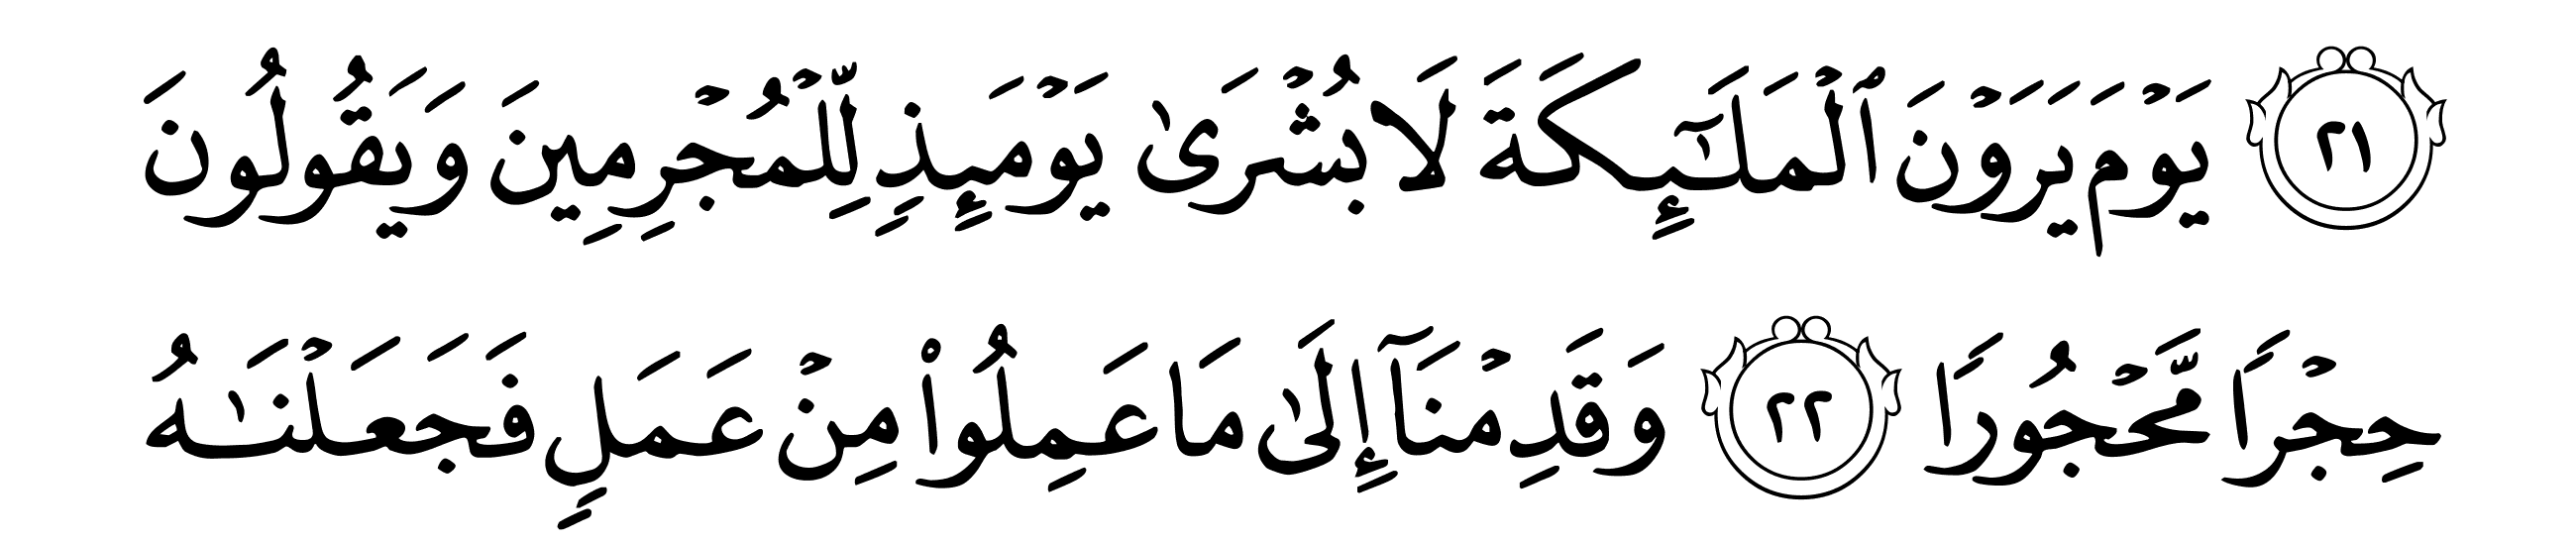 ۝٢١ يَوْمَ يَرَوْنَ ٱلْمَلَـٰٓئِكَةَ لَا بُشْرَىٰ يَوْمَئِذٍ لِّلْمُجْرِمِينَ وَيَقُولُونَ
حِجْرًا مَّحْجُورًا ۝٢٢ وَقَدِمْنَآ إِلَىٰ مَا عَمِلُوا۟ مِنْ عَمَلٍ فَجَعَلْنَـٰهُ